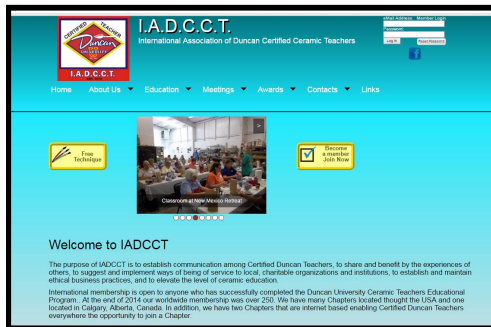 CERTIFIED TEACHER
Duncan
UNIVERSITY
I.A.D.C.C.T.
I.A.D.C.C.T.
International Association of Duncan Certified Ceramic Teachers
eMail Address: Member Login
Password:
Log In
Home About Us Education Meetings Awards Contacts Links
Free
Technique
Classroom at New Mexico Retreat
Become
a member
Join Now
Welcome to IADCCT
The purpose of IADCCT is to establish communication among Certified Duncan Teachers, to share and benefit by the experiences of
others, to suggest and implement ways of being of service to local, charitable organizations and institutions, to establish and maintain
ethical business practices, and to elevate the level of ceramic education.
International membership is open to anyone who has successfully completed the Duncan University Ceramic Teachers Educational
Program.. At the end of 2014 our worldwide membership was over 250. We have many Chapters located thought the USA and one
located in Calgary, Alberta, Canada. In addition, we have two Chapters that are internet based enabling Certified Duncan Teachers
everywhere the opportunity to join a Chapter.